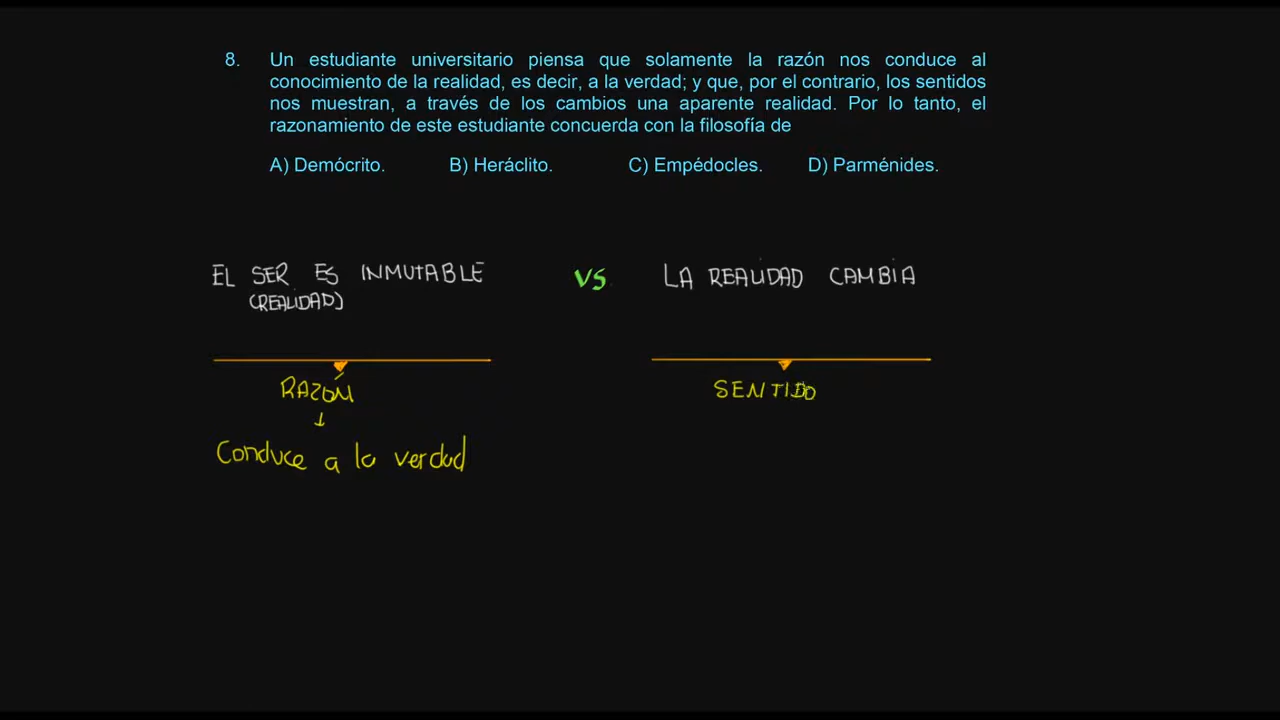 8. Un estudiante universitario piensa que solamente la razón nos conduce al
conocimiento de la realidad, es decir, a la verdad; y que, por el contrario, los sentidos
nos muestran, a través de los cambios una aparente realidad. Por lo tanto, el
razonamiento de este estudiante concuerda con la filosofía de
A) Demócrito. B) Heráclito. C) Empédocles. D) Parménides.
EL SER ES INMUTABLE VS LA REALIDAD CAMBIA
(REALIDAD)
RAZÓN SENTIDO
Conduce a la verdad